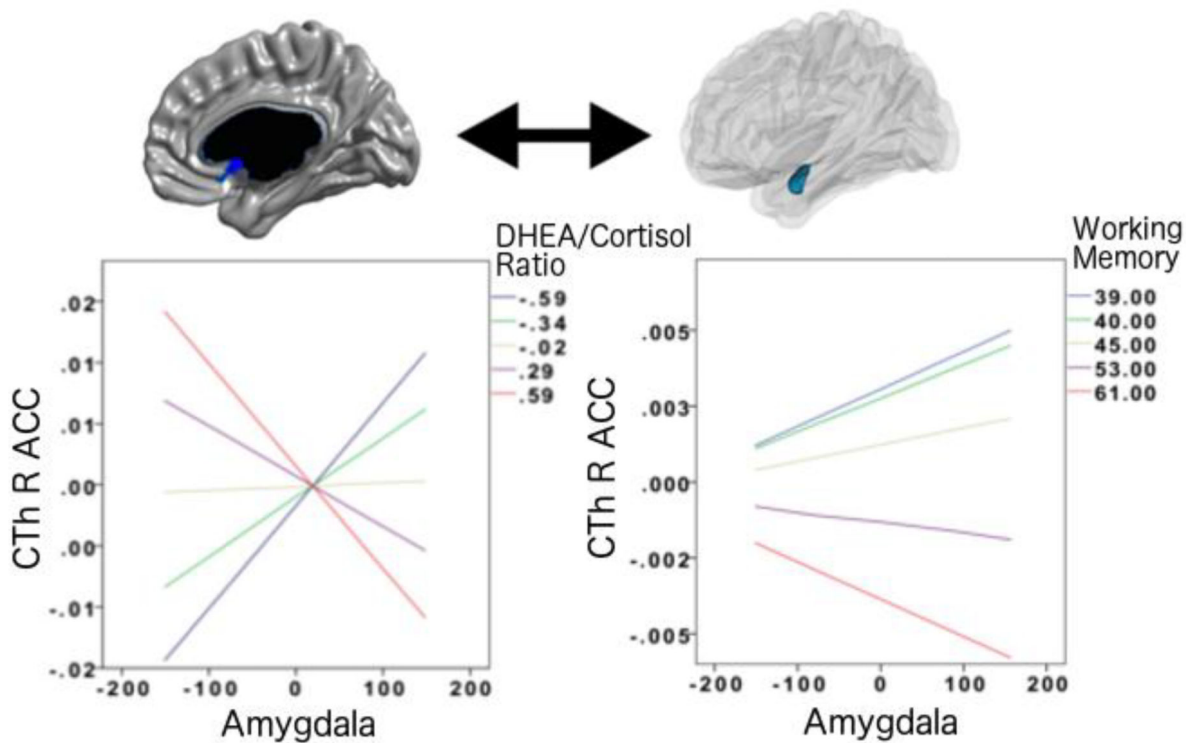 DHEA/Cortisol
Ratio
-.59
-.34
-.02
.29
.59
CTh R ACC
.02
.01
.01
.00
.00
-.01
-.02
-200 -100 0 100 200
Amygdala
Working
Memory
39.00
40.00
45.00
53.00
61.00
CTh R ACC
.005
.003
.000
-.002
-.005
-200 -100 0 100 200
Amygdala